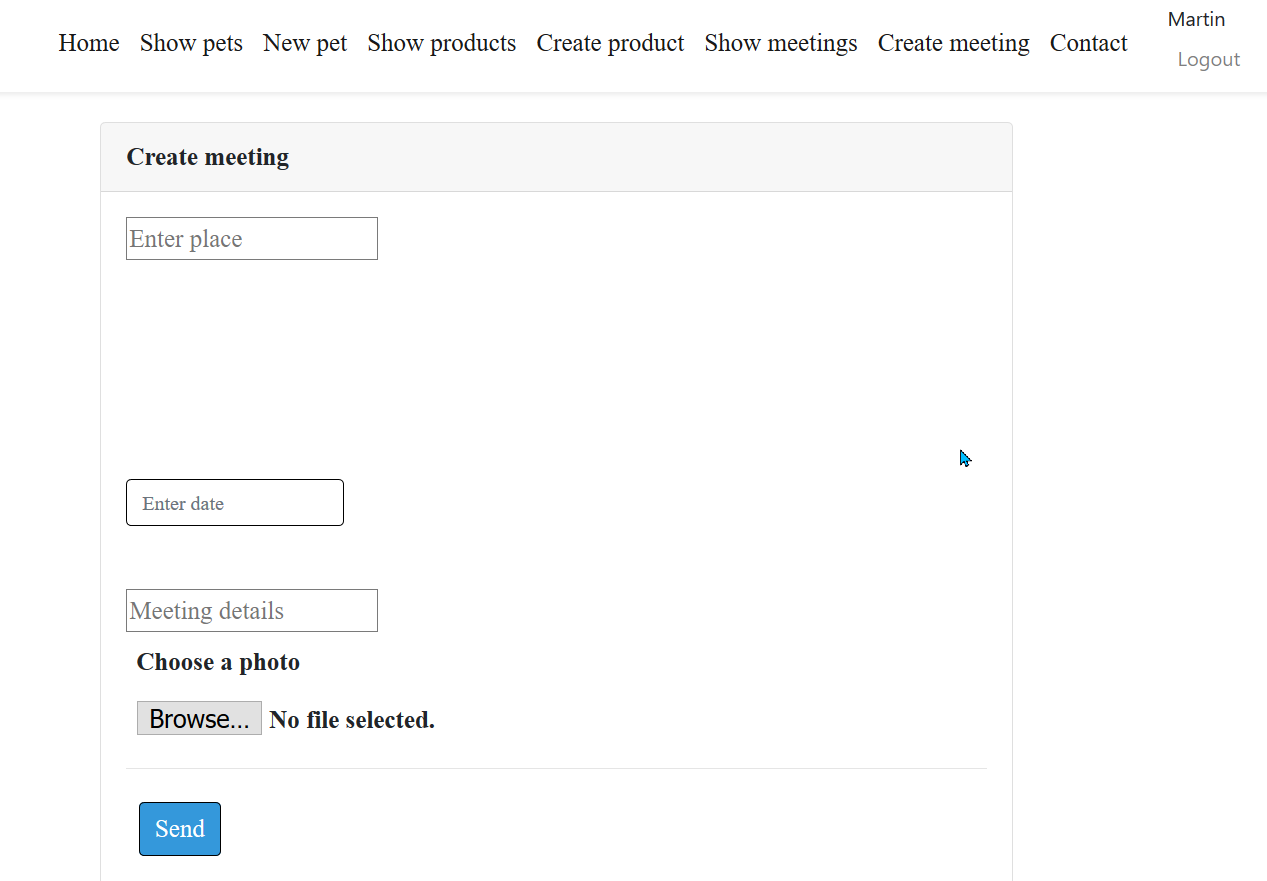 Martin
Home Show pets New pet Show products Create product Show meetings Create meeting Contact
Logout
Create meeting
Enter place
Enter date
Meeting details
Choose a photo
Browse... No file selected.
Send